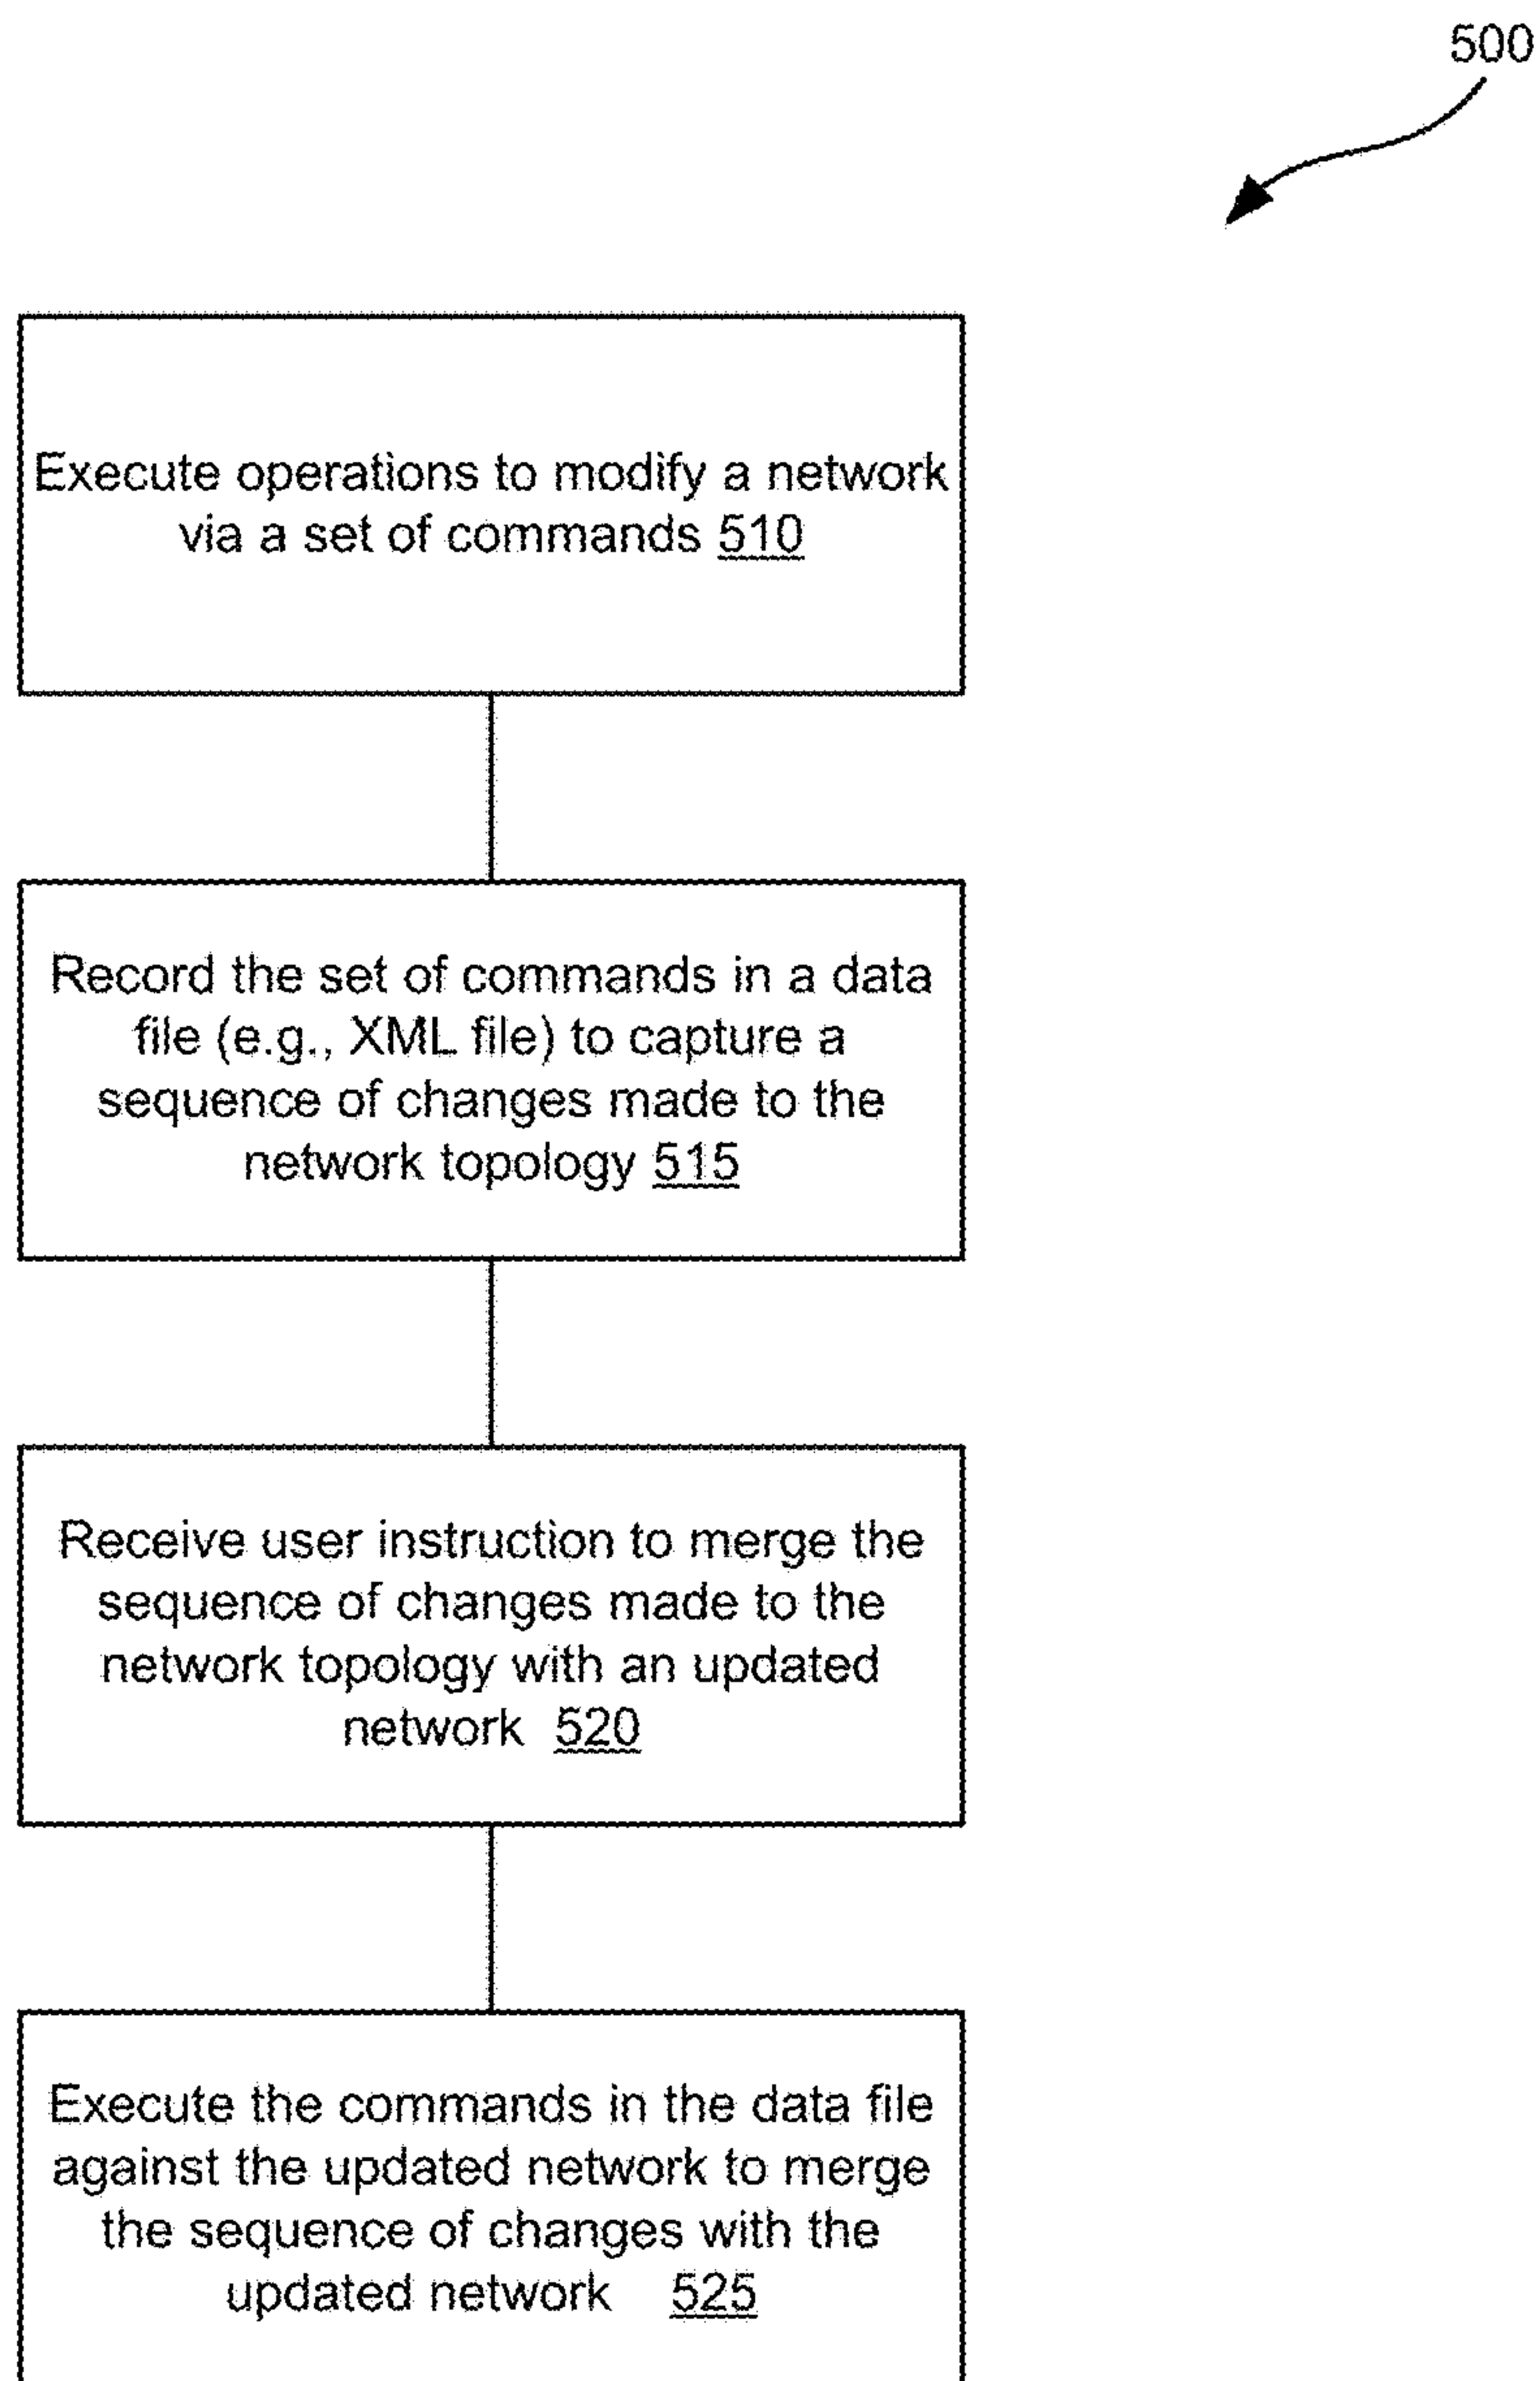 500
Execute operations to modify a network
via a set of commands 510
Record the set of commands in a data
file (e.g., XML file) to capture a
sequence of changes made to the
network topology 515
Receive user instruction to merge the
sequence of changes made to the
network topology with an updated
network 520
Execute the commands in the data file
against the updated network to merge
the sequence of changes with the
updated network 525